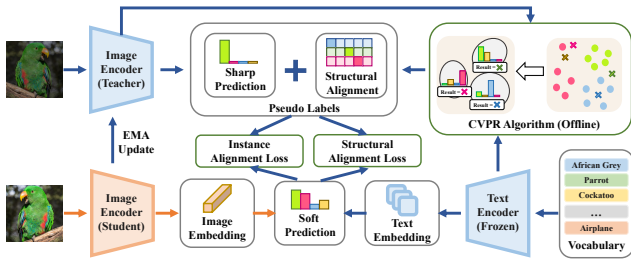 Image
Encoder
(Teacher)
Sharp
Prediction
Structural
Alignment
Pseudo Labels
Result =
Result =
Result =
CVPR Algorithm (Offline)
EMA
Update
Instance
Alignment Loss
Structural
Alignment Loss
Image
Encoder
(Student)
Image
Embedding
Soft
Prediction
Text
Embedding
Text
Encoder
(Frozen)
African Grey
Parrot
Cockatoo
...
Airplane
Vocabulary